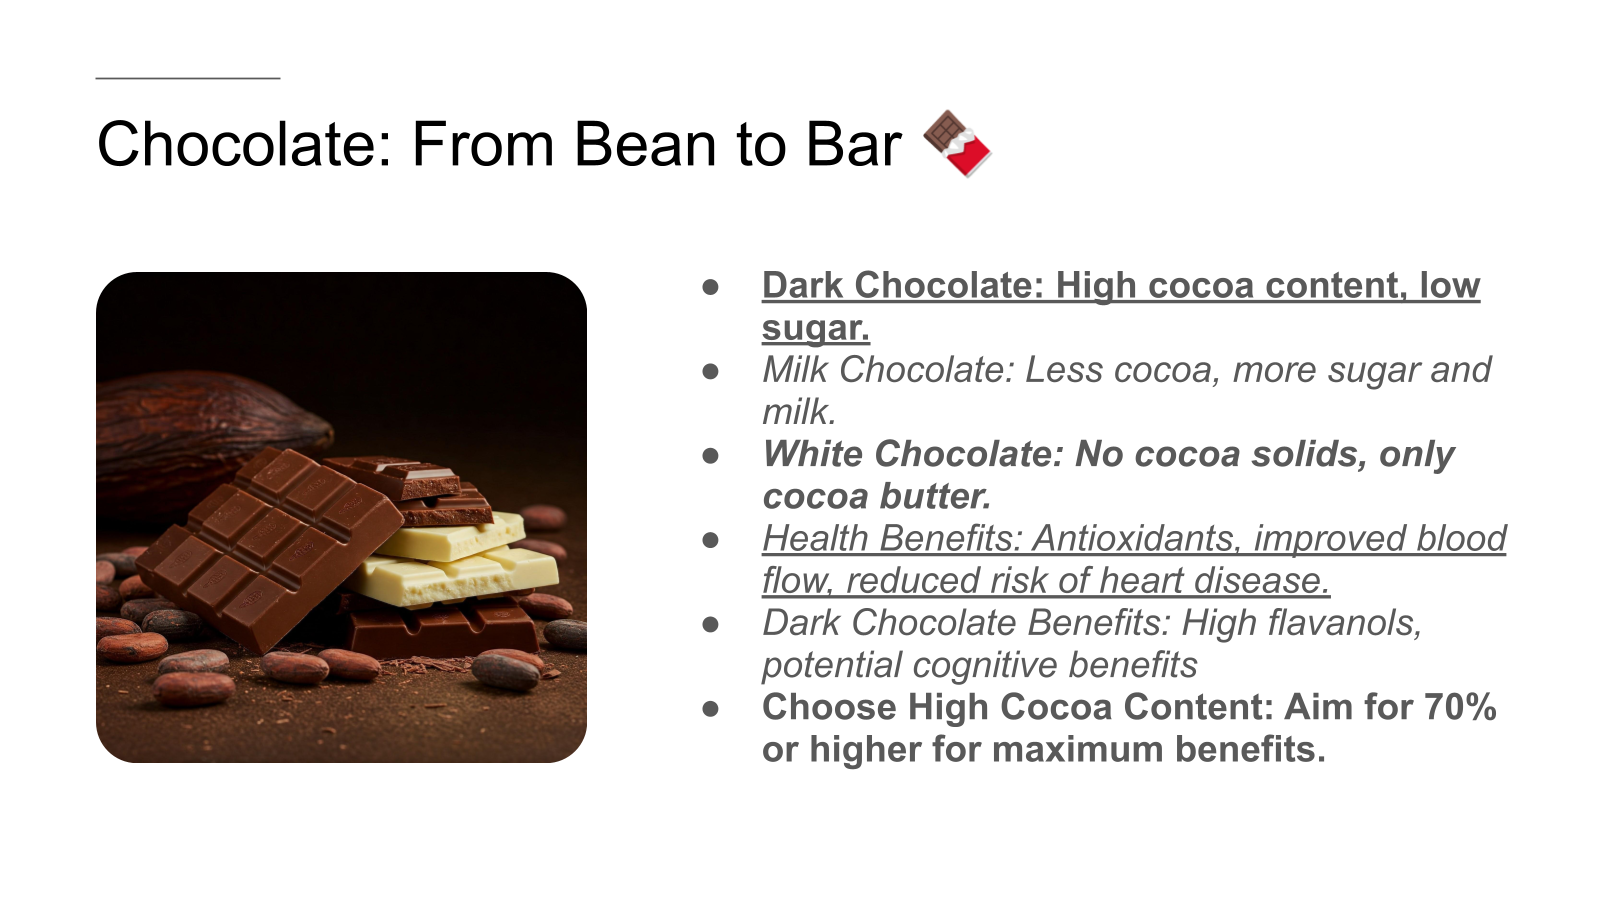 Chocolate: From Bean to Bar 🍫
● Dark Chocolate: High cocoa content, low
sugar.
● Milk Chocolate: Less cocoa, more sugar and
milk.
● White Chocolate: No cocoa solids, only
cocoa butter.
● Health Benefits: Antioxidants, improved blood
flow, reduced risk of heart disease.
● Dark Chocolate Benefits: High flavanols,
potential cognitive benefits
● Choose High Cocoa Content: Aim for 70%
or higher for maximum benefits.